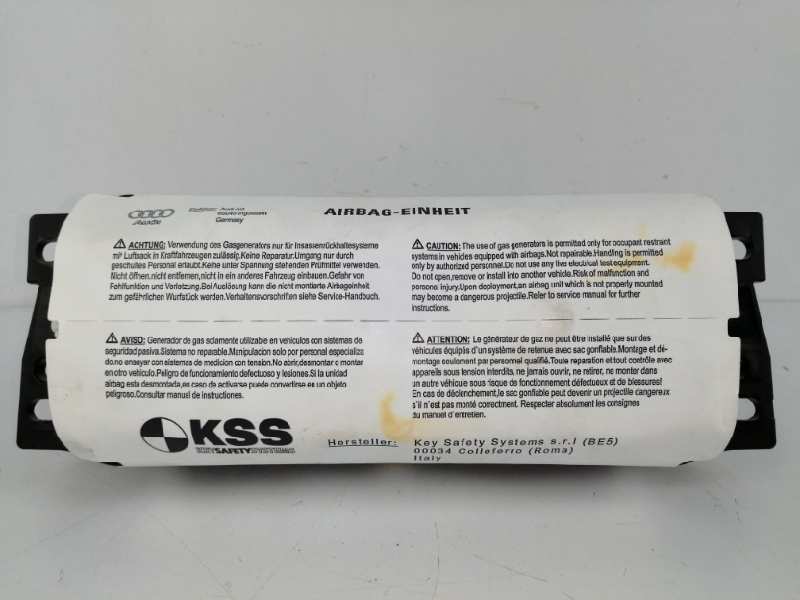 Audi
Germany
AIRBAG-EINHEIT
ACHTUNG: Verwendung des Gasgenerators nur für Insassenrückhaltesysteme
mit Luftsack in Kraftfahrzeugen zulässig.Keine Reparatur.Umgang nur durch
geschultes Personal erlaubt.Keine unter Spannung stehenden Prüfmittel verwenden.
Nicht öffnen, nicht entfernen, nicht in ein anderes Fahrzeug einbauen.Gefahr von
Fehlfunktion und Verletzung.Bei Auslösung kann die nicht montierte Airbageinheit
zum gefährlichen Wurfstück werden.Verhaltensvorschriften siehe Service-Handbuch.
CAUTION: The use of gas generators is permitted only for occupant restraint
systems in vehicles equipped with airbags.Not repairable.Handling is permitted
only by authorized personnel.Do not use any live electrical test equipment.
Do not open,remove or install into another vehicle.Risk of malfunction and
persons injury.Upon deployment,an airbag unit which is not properly mounted
may become a dangerous projectile.Refer to service manual for further
instructions.
AVISO: Generador de gas solamente utilizable en vehiculos con sistemas de
seguridad pasiva.Sistema no reparable.Manipulacion solo por personal especializado
do.no ensayar con sistemas de medicion con tension.No abrir,desmontar o montar
en otro vehiculo.Peligro de funcionamiento defectuoso y lesiones.Si la unidad
airbag esta desmontada,es caso de activarse puede convertirse es un objeto
peligroso.Consultar manual de instruciones.
ATTENTION: Le générateur de gaz ne peut être installé que sur des
véhicules équipés d'un système de retenue avec sac gonflable.Montage et dé-
montage seulement par personnel qualifié.Toute reparation et tout contrôle avec
appareils sous tension interdits, ne jamais ouvrir, ne retirer, ne monter dans
un autre véhicule sous risque de fonctionnement défectueux et de blessures!
En cas de déclenchement,le sac gonflable peut devenir un projectile dangereux
s'il n'est pas monté correctement. Respecter absolument les consignes
du manuel d'entretien.
KSS
KEYSAFETYSYSTEMS
Hersteller: Key Safety Systems s.r.l (BE5)
00034 Colleferro (Roma)
Italy